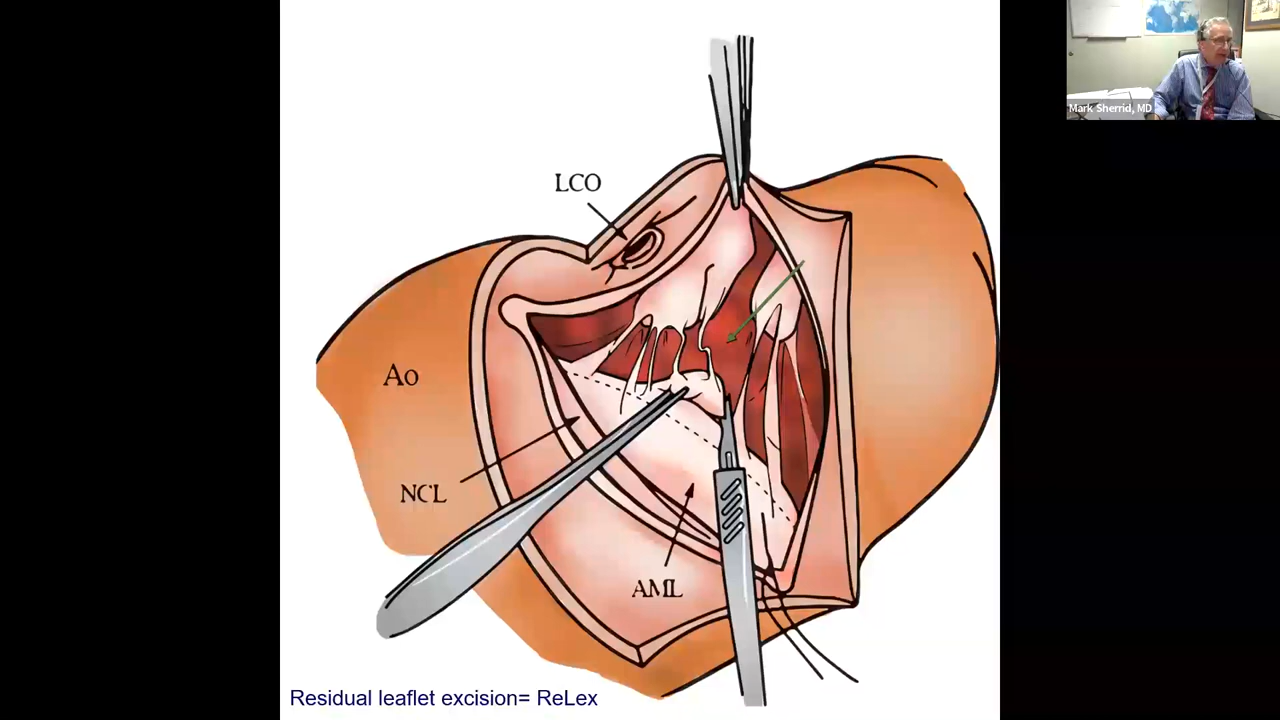 Mark Sherrid, MD
LCO
Ao
NCL
AML
Residual leaflet excision= ReLex